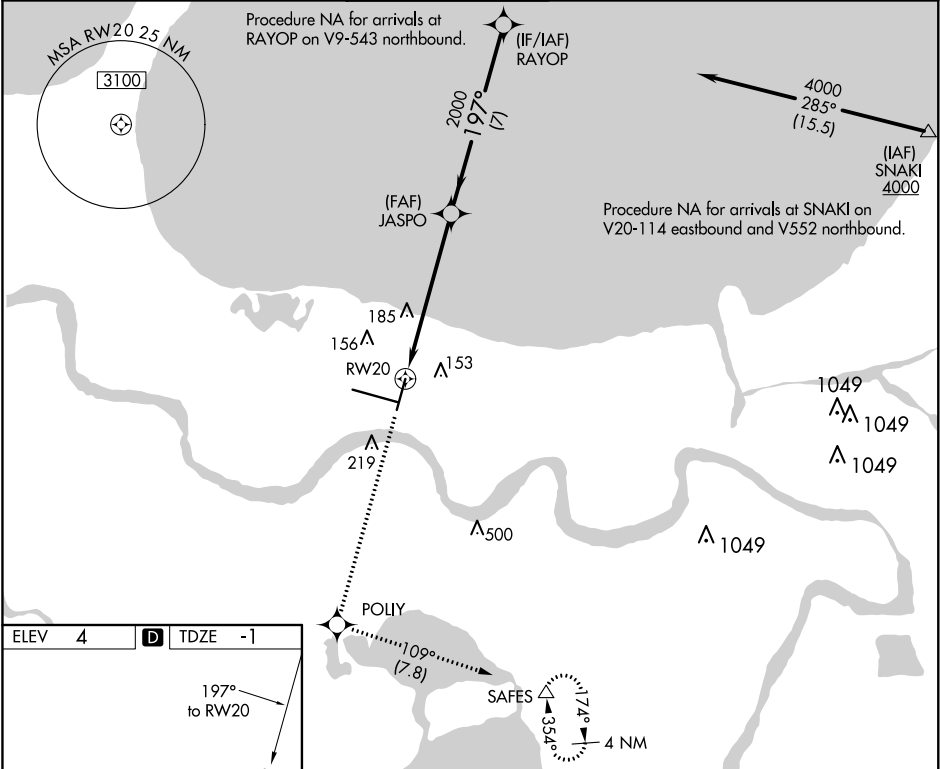 MSA RW20 25 NM
3100
Procedure NA for arrivals at
RAYOP on V9-543 northbound.
(IF/IAF)
RAYOP
2000
197°
(7)
4000
285°
(15.5)
(IAF)
SNAKI
4000
(FAF)
JASPO
Procedure NA for arrivals at SNAKI on
V20-114 eastbound and V552 northbound.
185
156
RW20
153
1049
1049
1049
219
500
1049
POLIY
109°
(7.8)
SAFES
174°
354°
4 NM
ELEV 4
D
TDZE -1
197°
to RW20